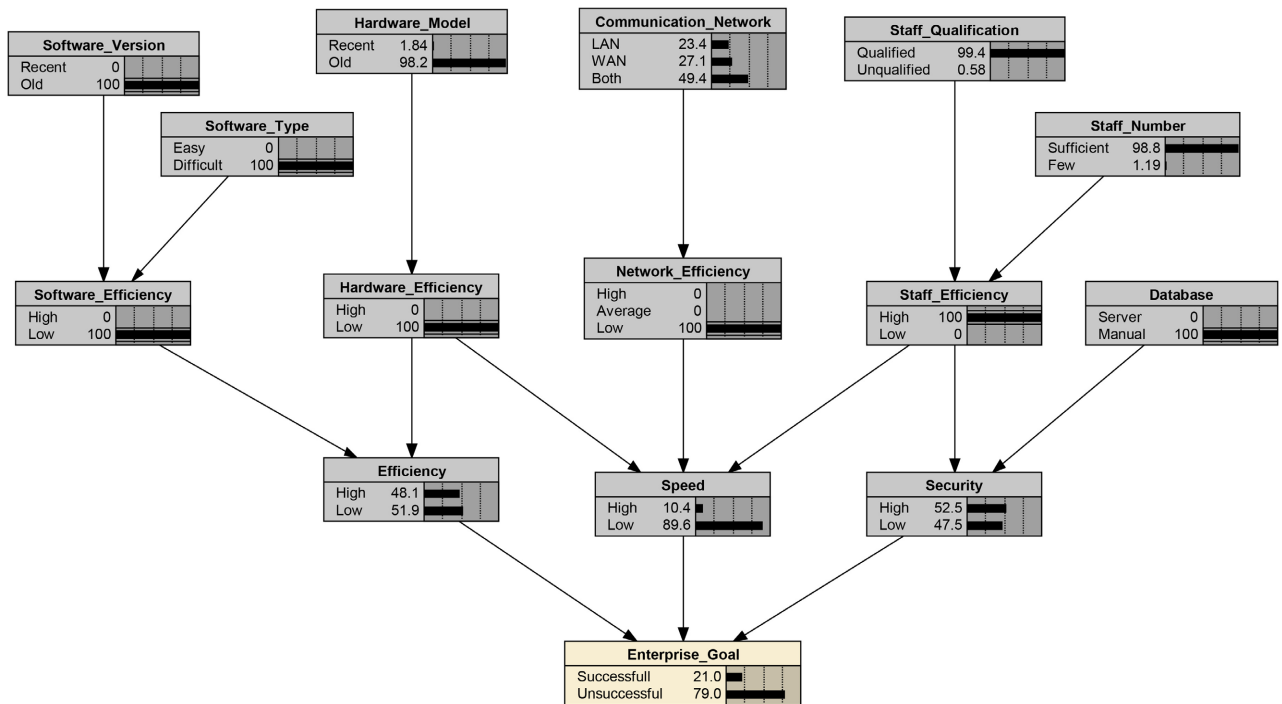 Software_Version
Recent 0
Old 100
Hardware_Model
Recent 1.84
Old 98.2
Communication_Network
LAN 23.4
WAN 27.1
Both 49.4
Staff_Qualification
Qualified 99.4
Unqualified 0.58
Software_Type
Easy 0
Difficult 100
Staff_Number
Sufficient 98.8
Few 1.19
Software_Efficiency
High 0
Low 100
Hardware_Efficiency
High 0
Low 100
Network_Efficiency
High 0
Average 0
Low 100
Staff_Efficiency
High 100
Low 0
Database
Server 0
Manual 100
Efficiency
High 48.1
Low 51.9
Speed
High 10.4
Low 89.6
Security
High 52.5
Low 47.5
Enterprise_Goal
Successfull 21.0
Unsuccessful 79.0